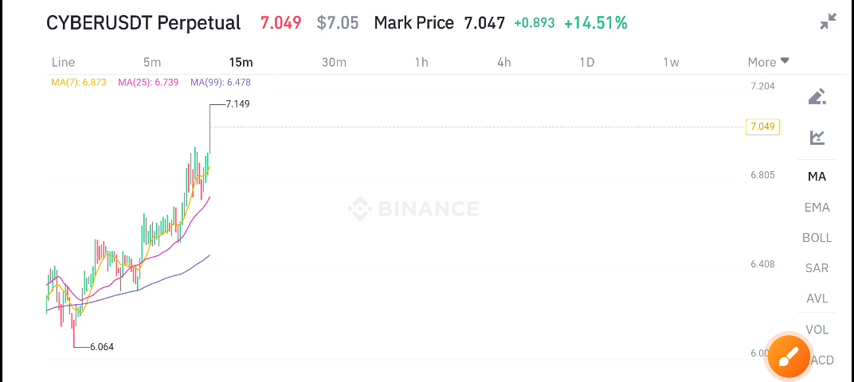 CYBERUSDT Perpetual 7.049 $7.05 Mark Price 7.047 +0.893 +14.51%
Line 5m 15m 30m 1h 4h 1D 1w More
MA(7): 6.873 MA(25): 6.739 MA(99): 6.478
7.204
7.149
7.049
6.805
MA
BINANCE
EMA
BOLL
6.408
SAR
AVL
VOL
6.064
6.00
ACD